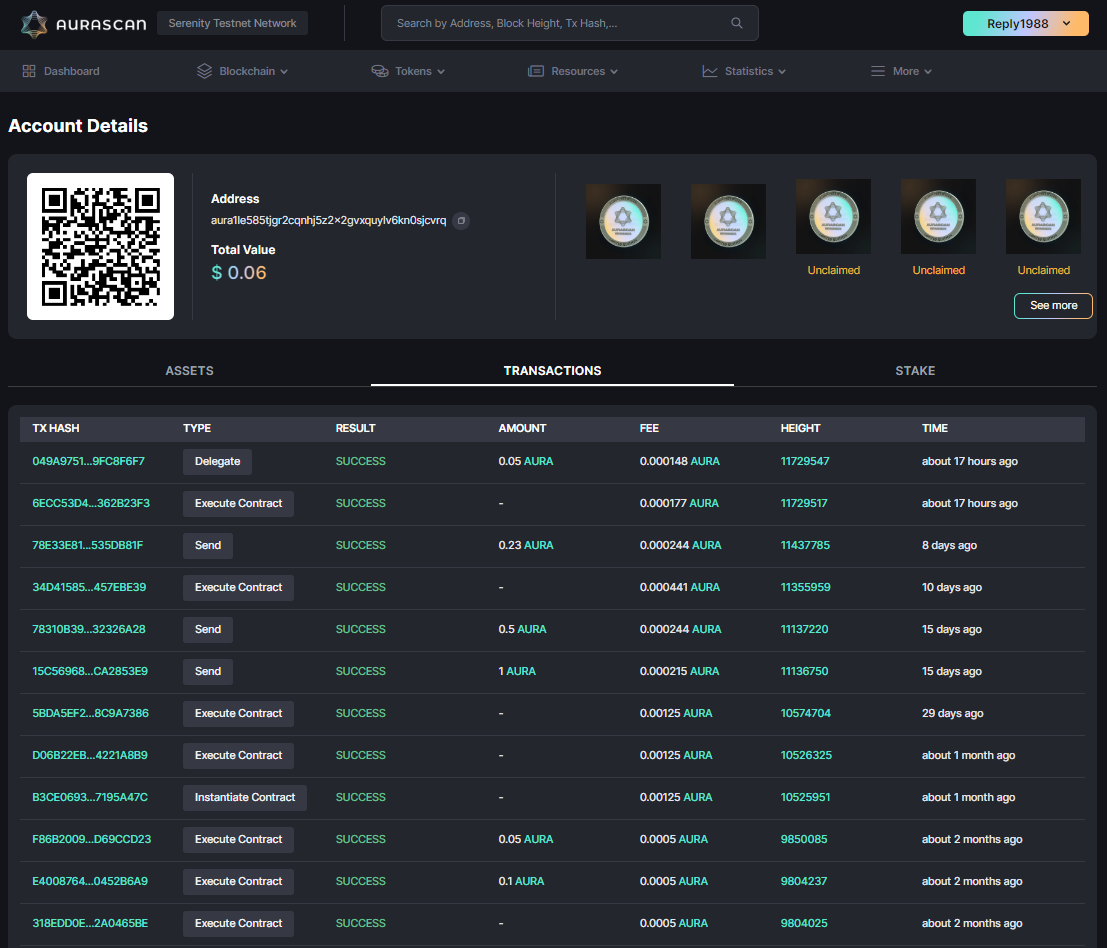 AURASCAN Serenity Testnet Network Search by Address, Block Height, Tx Hash,... Reply1988
Dashboard Blockchain Tokens Resources Statistics More
Account Details
Address
aura1le585tjgr2cqnhj5z2x2gvxquylv6kn0sjcvrq
Total Value
$ 0.06
Unclaimed Unclaimed Unclaimed
See more
ASSETS TRANSACTIONS STAKE
TX HASH TYPE RESULT AMOUNT FEE HEIGHT TIME
049A9751...9FC8F6F7 Delegate SUCCESS 0.05 AURA 0.000148 AURA 11729547 about 17 hours ago
6ECC53D4...362B23F3 Execute Contract SUCCESS - 0.000177 AURA 11729517 about 17 hours ago
78E33E81...535DB81F Send SUCCESS 0.23 AURA 0.000244 AURA 11437785 8 days ago
34D41585...457EBE39 Execute Contract SUCCESS - 0.000441 AURA 11355959 10 days ago
78310B39...32326A28 Send SUCCESS 0.5 AURA 0.000244 AURA 11137220 15 days ago
15C56968...CA2853E9 Send SUCCESS 1 AURA 0.000215 AURA 11136750 15 days ago
5BDA5EF2...8C9A7386 Execute Contract SUCCESS - 0.00125 AURA 10574704 29 days ago
D06B22EB...4221A8B9 Execute Contract SUCCESS - 0.00125 AURA 10526325 about 1 month ago
B3CE0693...7195A47C Instantiate Contract SUCCESS - 0.00125 AURA 10525951 about 1 month ago
F86B2009...D69CCD23 Execute Contract SUCCESS 0.05 AURA 0.0005 AURA 9850085 about 2 months ago
E4008764...0452B6A9 Execute Contract SUCCESS 0.1 AURA 0.0005 AURA 9804237 about 2 months ago
318EDD0E...2A0465BE Execute Contract SUCCESS - 0.0005 AURA 9804025 about 2 months ago